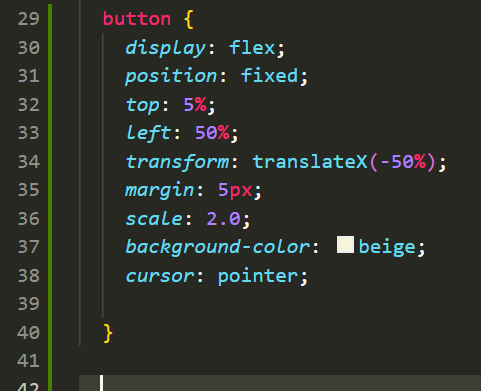 29 button {
30 display: flex;
31 position: fixed;
32 top: 5%;
33 left: 50%;
34 transform: translateX(-50%);
35 margin: 5px;
36 scale: 2.0;
37 background-color: beige;
38 cursor: pointer;
39
40 }
41
42